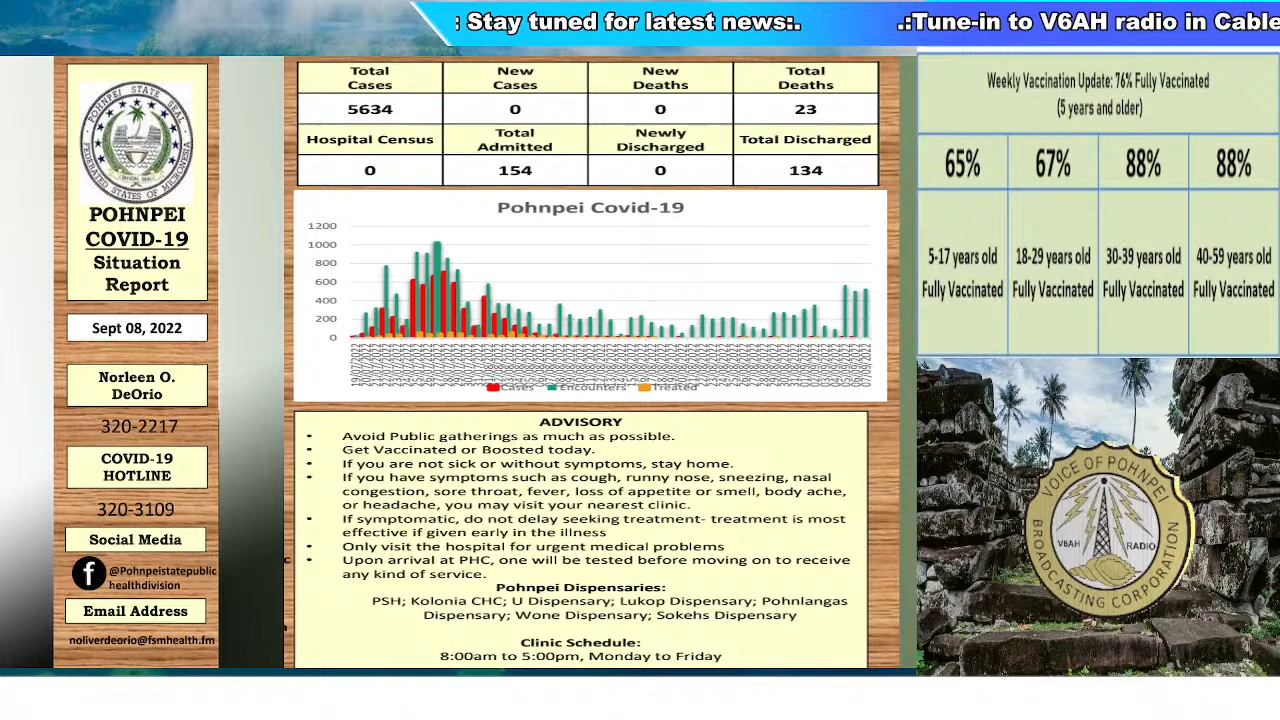 : Stay tuned for latest news:.
.:Tune-in to V6AH radio in Cable
POHNPEI STATE SEAL
FEDERATED STATES OF MICRONESIA
POHNPEI
COVID-19
Situation
Report
Sept 08, 2022
Norleen O.
DeOrio
320-2217
COVID-19
HOTLINE
320-3109
Social Media
f
@Pohnpeistatepublic
healthdivision
Email Address
noliverdeorio@fsmhealth.fm
Total
Cases
New
Cases
New
Deaths
Total
Deaths
5634
0
0
23
Hospital Census
Total
Admitted
Newly
Discharged
Total Discharged
0
154
0
134
Pohnpei Covid-19
1200
1000
800
600
400
200
0
Cases
Encounters
Treated
ADVISORY
• Avoid Public gatherings as much as possible.
• Get Vaccinated or Boosted today.
• If you are not sick or without symptoms, stay home.
• If you have symptoms such as cough, runny nose, sneezing, nasal
congestion, sore throat, fever, loss of appetite or smell, body ache,
or headache, you may visit your nearest clinic.
• If symptomatic, do not delay seeking treatment- treatment is most
effective if given early in the illness
• Only visit the hospital for urgent medical problems
• Upon arrival at PHC, one will be tested before moving on to receive
any kind of service.
Pohnpei Dispensaries:
PSH; Kolonia CHC; U Dispensary; Lukop Dispensary; Pohnlangas
Dispensary; Wone Dispensary; Sokehs Dispensary
Clinic Schedule:
8:00am to 5:00pm, Monday to Friday
Weekly Vaccination Update: 76% Fully Vaccinated
(5 years and older)
65%
67%
88%
88%
5-17 years old
Fully Vaccinated
18-29 years old
Fully Vaccinated
30-39 years old
Fully Vaccinated
40-59 years old
Fully Vaccinated
VOICE OF POHNPEI
V6AH RADIO
BROADCASTING CORPORATION